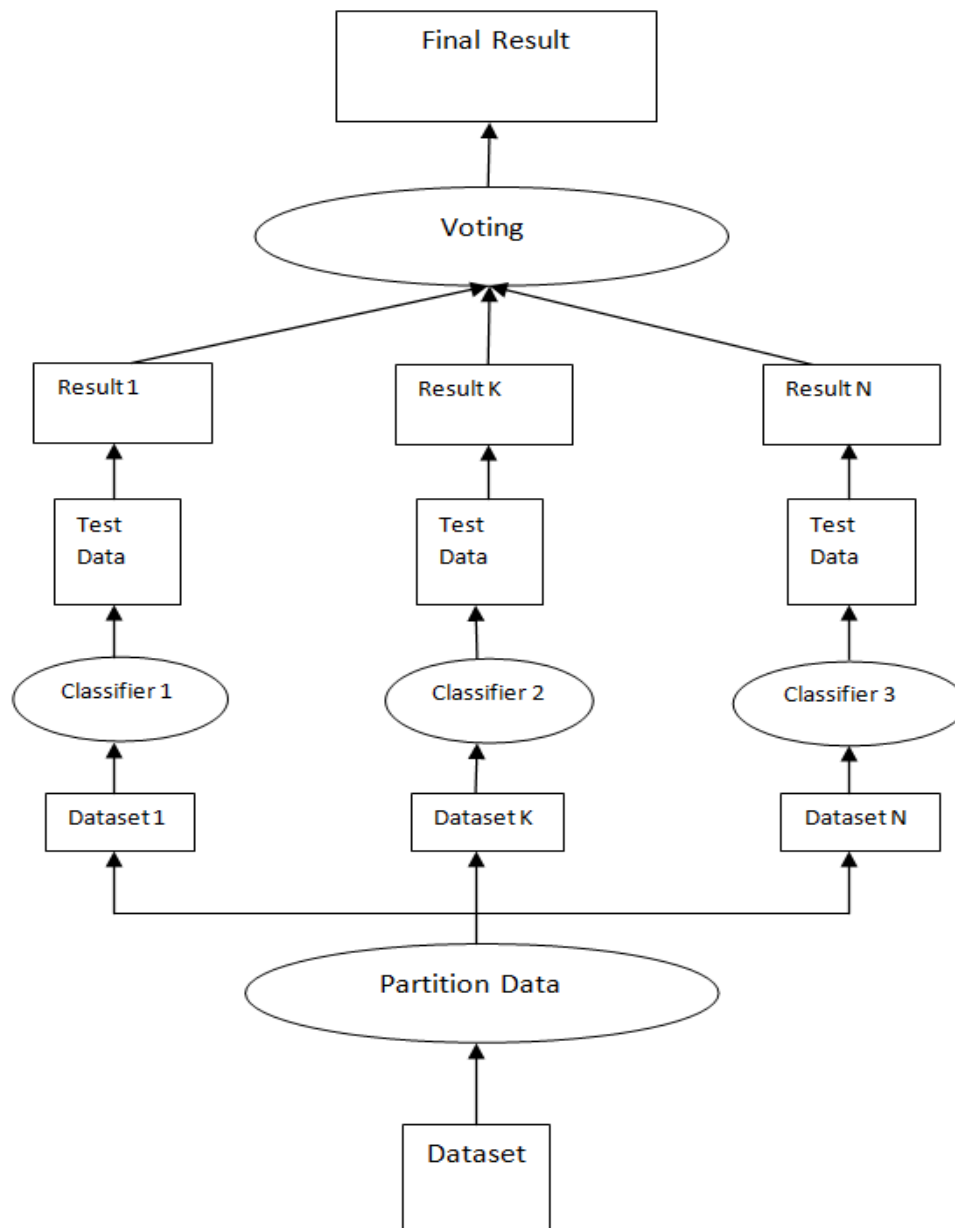 Final Result
Voting
Result 1
Result K
Result N
Test
Data
Test
Data
Test
Data
Classifier 1
Classifier 2
Classifier 3
Dataset 1
Dataset K
Dataset N
Partition Data
Dataset